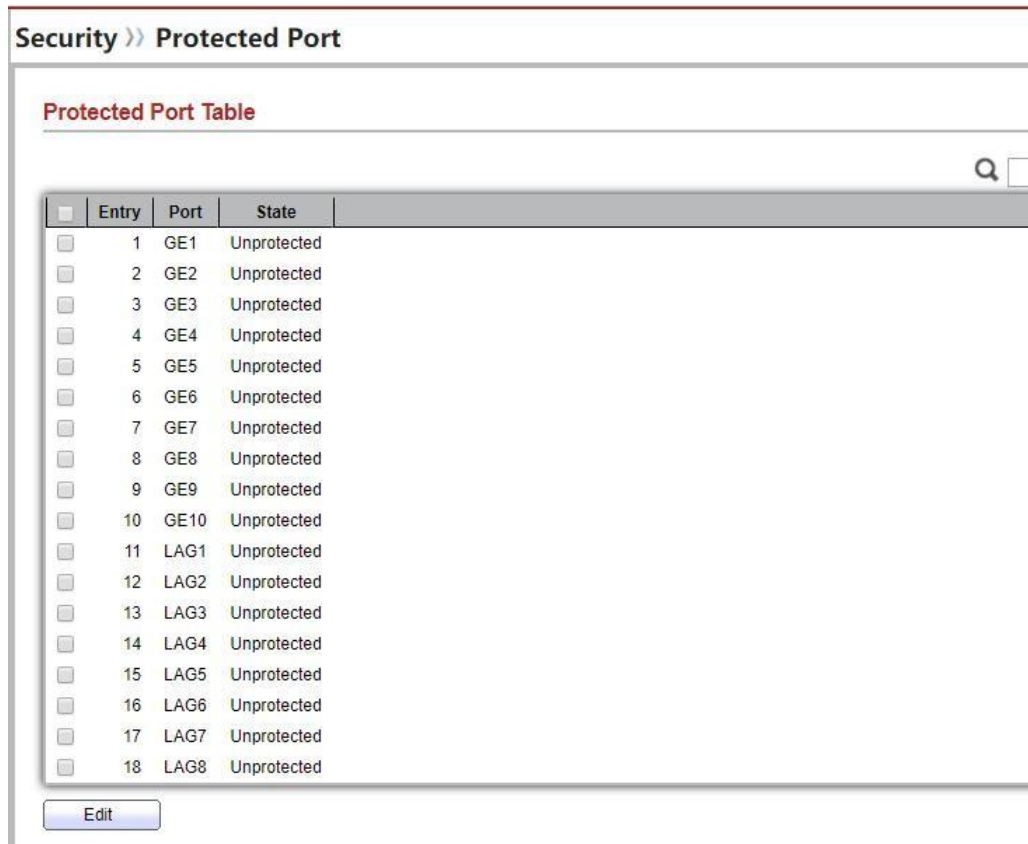 Security » Protected Port
Protected Port Table
Entry Port State
1 GE1 Unprotected
2 GE2 Unprotected
3 GE3 Unprotected
4 GE4 Unprotected
5 GE5 Unprotected
6 GE6 Unprotected
7 GE7 Unprotected
8 GE8 Unprotected
9 GE9 Unprotected
10 GE10 Unprotected
11 LAG1 Unprotected
12 LAG2 Unprotected
13 LAG3 Unprotected
14 LAG4 Unprotected
15 LAG5 Unprotected
16 LAG6 Unprotected
17 LAG7 Unprotected
18 LAG8 Unprotected
Edit